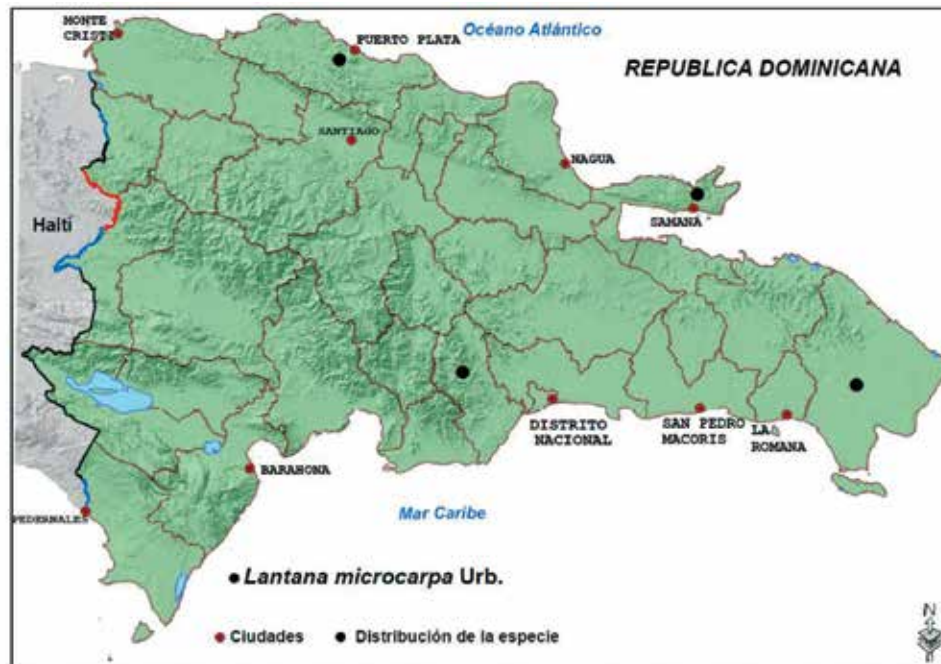 MONTE
CRISTI
PUERTO PLATA
Océano Atlántico
REPUBLICA DOMINICANA
SANTIAGO
NAGUA
Haití
SAMANA
DISTRITO
NACIONAL
SAN PEDRO
MACORIS
LA
ROMANA
BARAHONA
PEDERNALES
Mar Caribe
Lantana microcarpa Urb.
Ciudades
Distribución de la especie
N